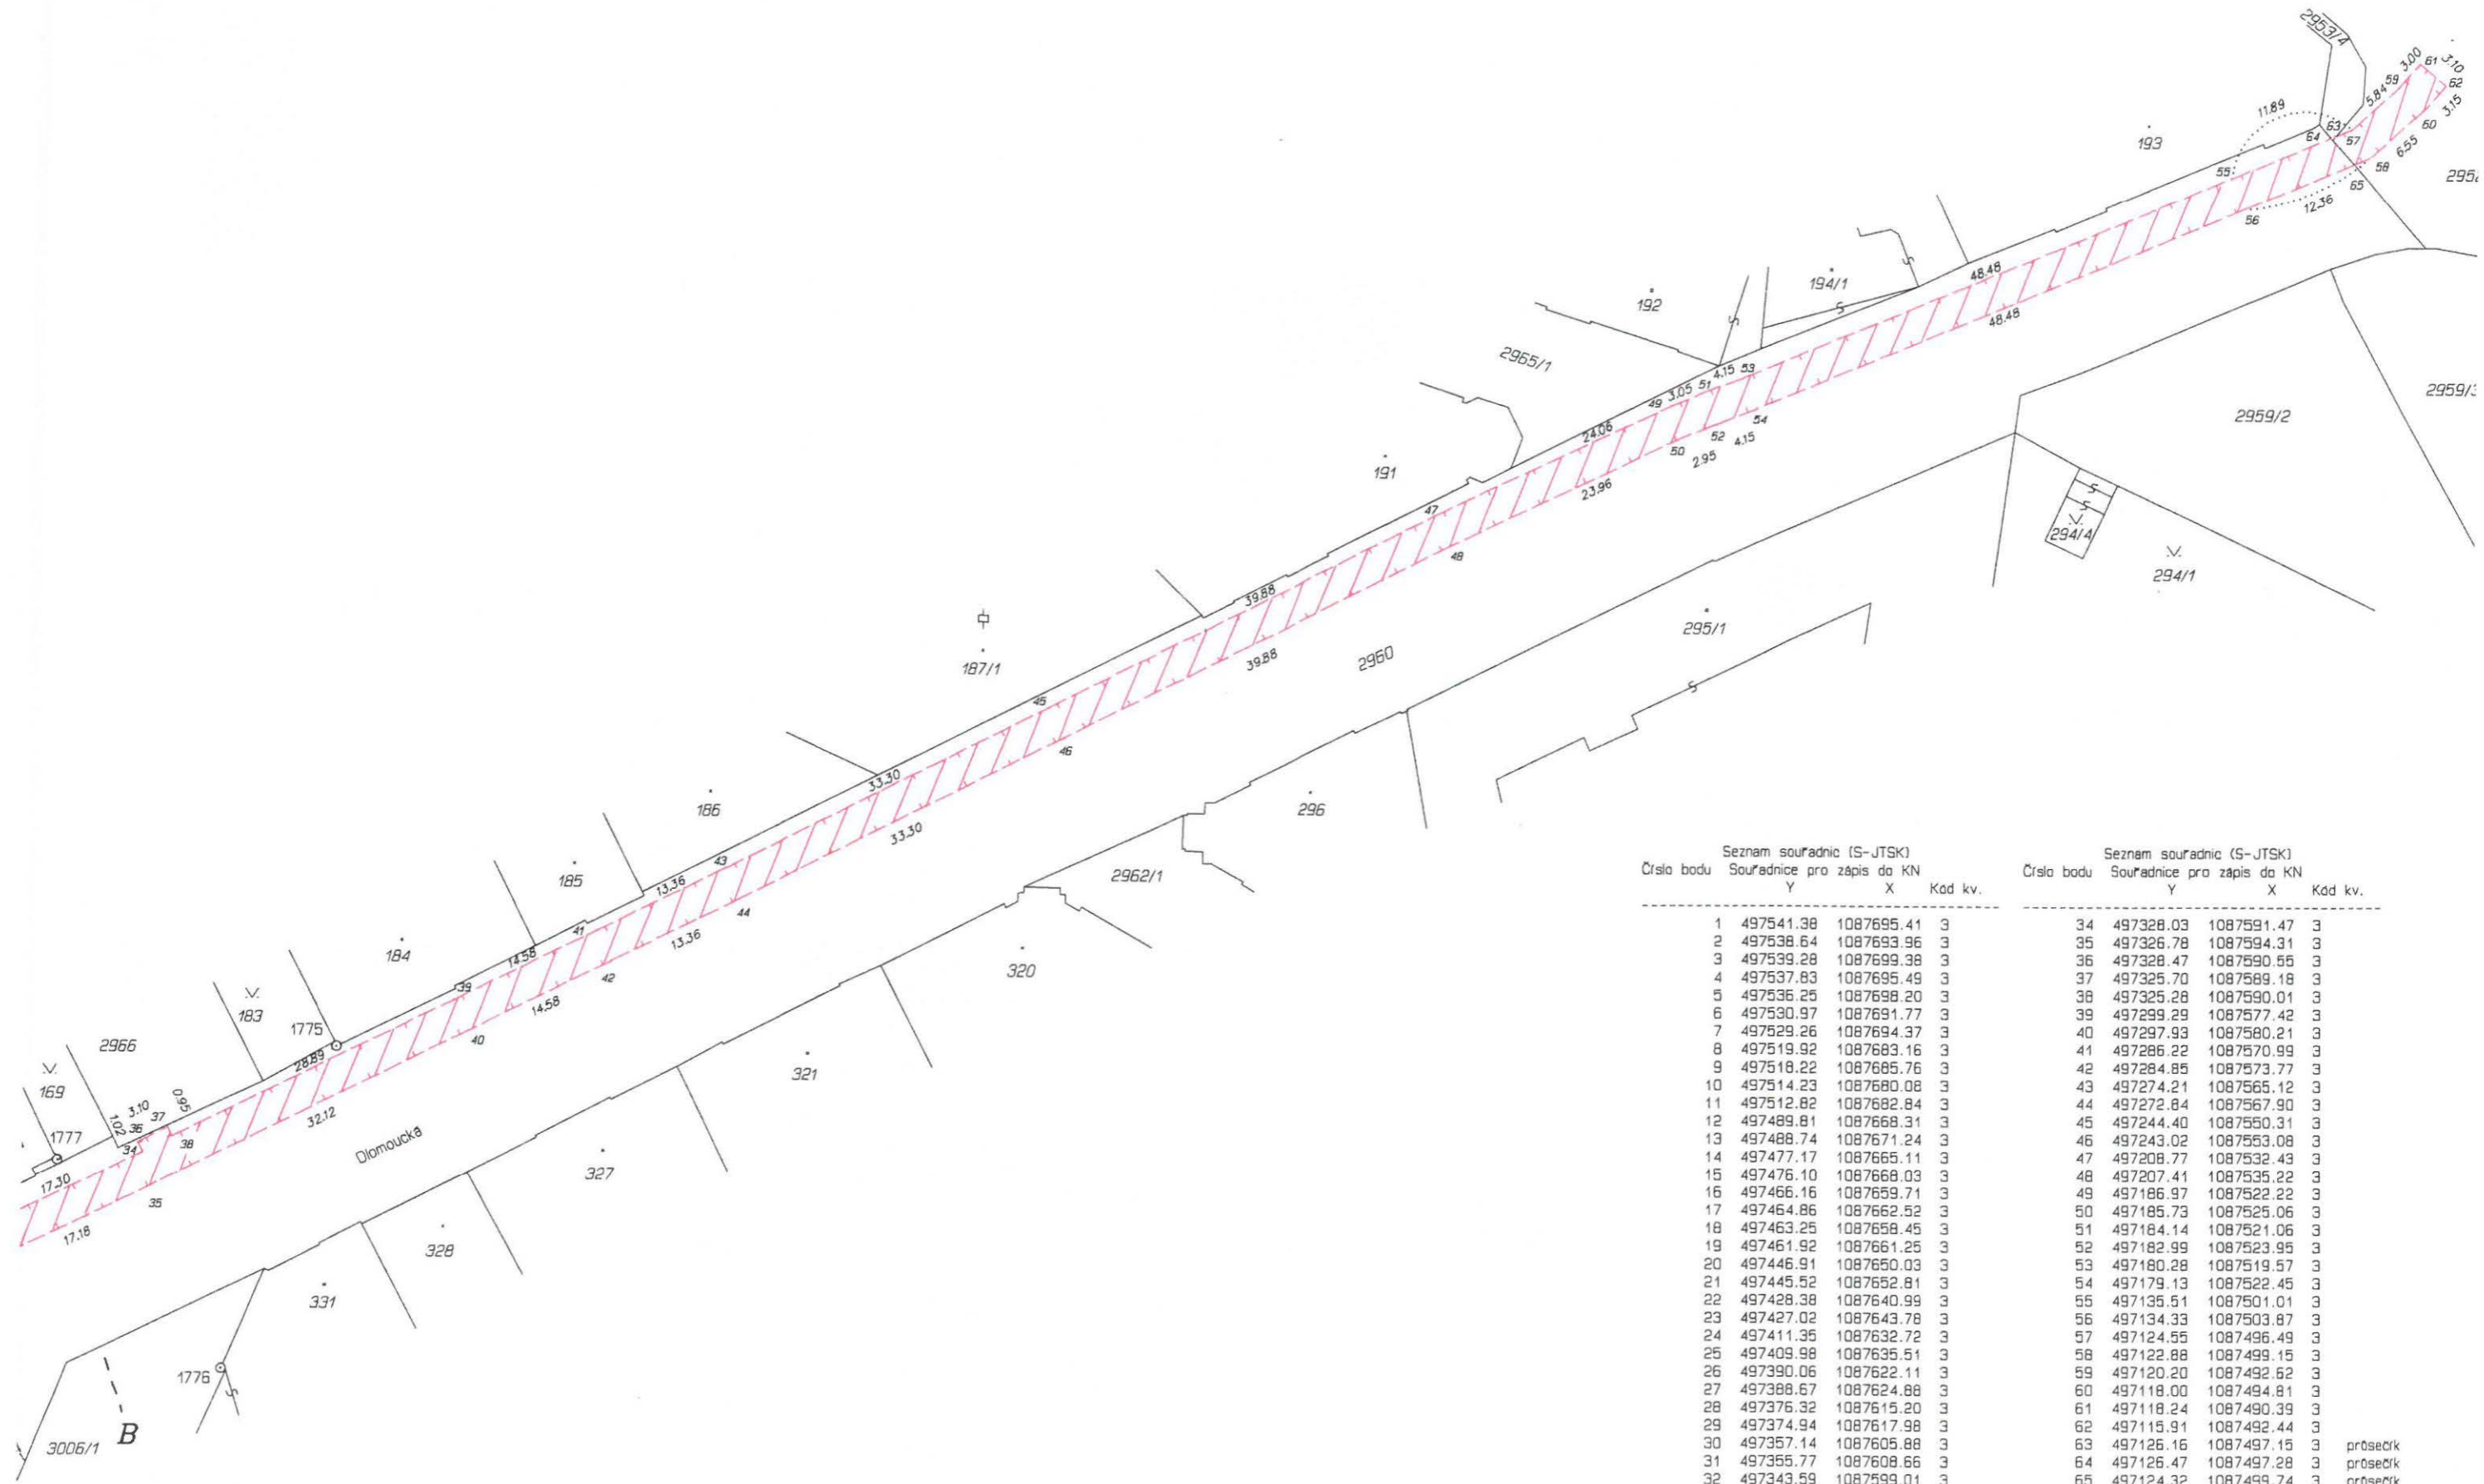 2953/4
3.00
61
3.10
59
62
5.84
3.15
11.89
63
64
57
60
6.55
58
193
55
65
2952
12.36
56
48.48
194/1
S
192
S
S
48.48
2965/1
4.15
53
51
3.05
49
2959/3
2959/2
54
24.06
52
4.15
50
2.95
191
23.96
S
S
47
294/4
48
294/1
39.88
295/1
187/1
39.88
2960
S
45
46
33.30
186
296
33.30
43
185
13.36
2962/1
44
41
13.36
184
14.58
320
42
39
14.58
183
1775
40
2966
28.89
321
169
0.95
3.10
37
1.02
36
32.12
1777
34
38
Olomoucká
327
17.30
35
17.18
328
331
1776
S
B
3006/1
Seznam souřadnic (S-JTSK)
Číslo bodu Souřadnice pro zápis do KN
Y X Kód kv.
1 497541.38 1087695.41 3
2 497538.64 1087693.96 3
3 497539.28 1087699.38 3
4 497537.83 1087695.49 3
5 497536.25 1087698.20 3
6 497530.97 1087691.77 3
7 497529.26 1087694.37 3
8 497519.92 1087683.16 3
9 497518.22 1087685.76 3
10 497514.23 1087680.08 3
11 497512.82 1087682.84 3
12 497489.81 1087668.31 3
13 497488.74 1087671.24 3
14 497477.17 1087665.11 3
15 497476.10 1087668.03 3
16 497466.16 1087659.71 3
17 497464.86 1087662.52 3
18 497463.25 1087658.45 3
19 497461.92 1087661.25 3
20 497446.91 1087650.03 3
21 497445.52 1087652.81 3
22 497428.38 1087640.99 3
23 497427.02 1087643.78 3
24 497411.35 1087632.72 3
25 497409.98 1087635.51 3
26 497390.06 1087622.11 3
27 497388.67 1087624.88 3
28 497376.32 1087615.20 3
29 497374.94 1087617.98 3
30 497357.14 1087605.88 3
31 497355.77 1087608.66 3
32 497343.59 1087599.01 3
Seznam souřadnic (S-JTSK)
Číslo bodu Souřadnice pro zápis do KN
Y X Kód kv.
34 497328.03 1087591.47 3
35 497326.78 1087594.31 3
36 497328.47 1087590.55 3
37 497325.70 1087589.18 3
38 497325.28 1087590.01 3
39 497299.29 1087577.42 3
40 497297.93 1087580.21 3
41 497286.22 1087570.99 3
42 497284.85 1087573.77 3
43 497274.21 1087565.12 3
44 497272.84 1087567.90 3
45 497244.40 1087550.31 3
46 497243.02 1087553.08 3
47 497208.77 1087532.43 3
48 497207.41 1087535.22 3
49 497186.97 1087522.22 3
50 497185.73 1087525.06 3
51 497184.14 1087521.06 3
52 497182.99 1087523.95 3
53 497180.28 1087519.57 3
54 497179.13 1087522.45 3
55 497135.51 1087501.01 3
56 497134.33 1087503.87 3
57 497124.55 1087496.49 3
58 497122.88 1087499.15 3
59 497120.20 1087492.62 3
60 497118.00 1087494.81 3
61 497118.24 1087490.39 3
62 497115.91 1087492.44 3
63 497126.16 1087497.15 3 průsečík
64 497126.47 1087497.28 3 průsečík
65 497124.32 1087499.74 3 průsečík